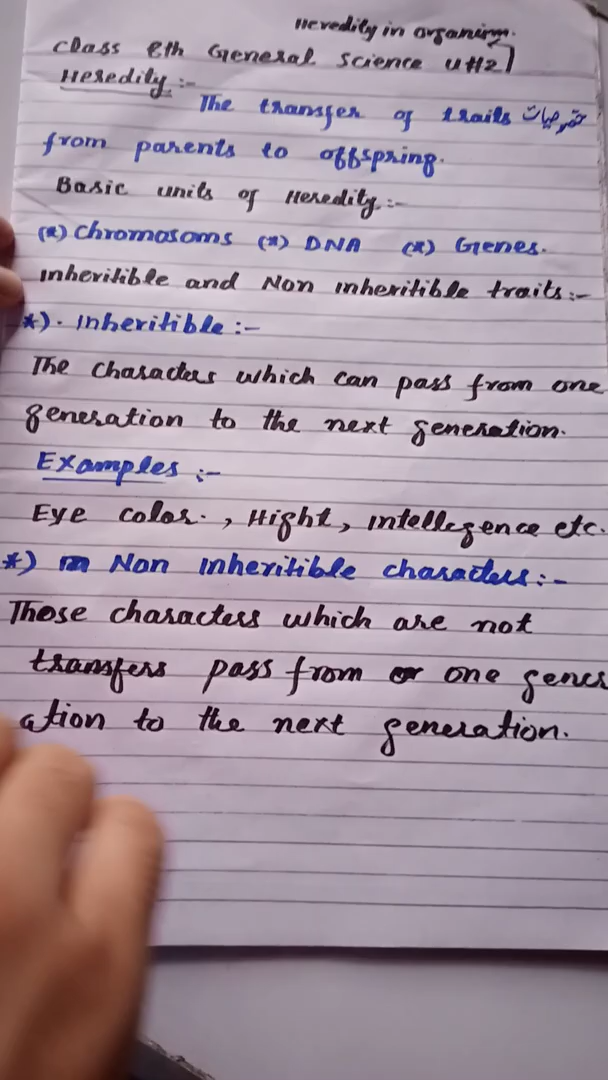 Heredity in organism.
Class 8th General Science U#2
Heredity :-
The transfer of traits خصوصیات
from parents to offspring.
Basic units of Heredity :-
(*) Chromosoms (*) DNA (*) Genes.
inheritible and Non inheritible traits :-
*). Inheritible :-
The characters which can pass from one
generation to the next generation.
Examples :-
Eye color. , Hight, intellegence etc.
*) Non inheritible characters :-
Those characters which are not
transfers pass from one gener
ation to the next generation.